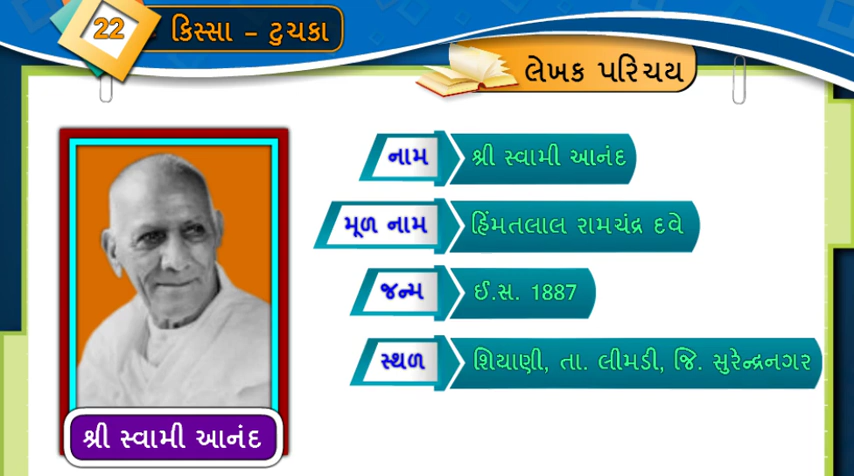 22 - કિસ્સા - ટુચકા
લેખક પરિચય
નામ શ્રી સ્વામી આનંદ
મૂળ નામ હિંમતલાલ રામચંદ્ર દવે
જન્મ ઈ.સ. 1887
સ્થળ શિયાણી, તા. લીમડી, જિ. સુરેન્દ્રનગર
શ્રી સ્વામી આનંદ